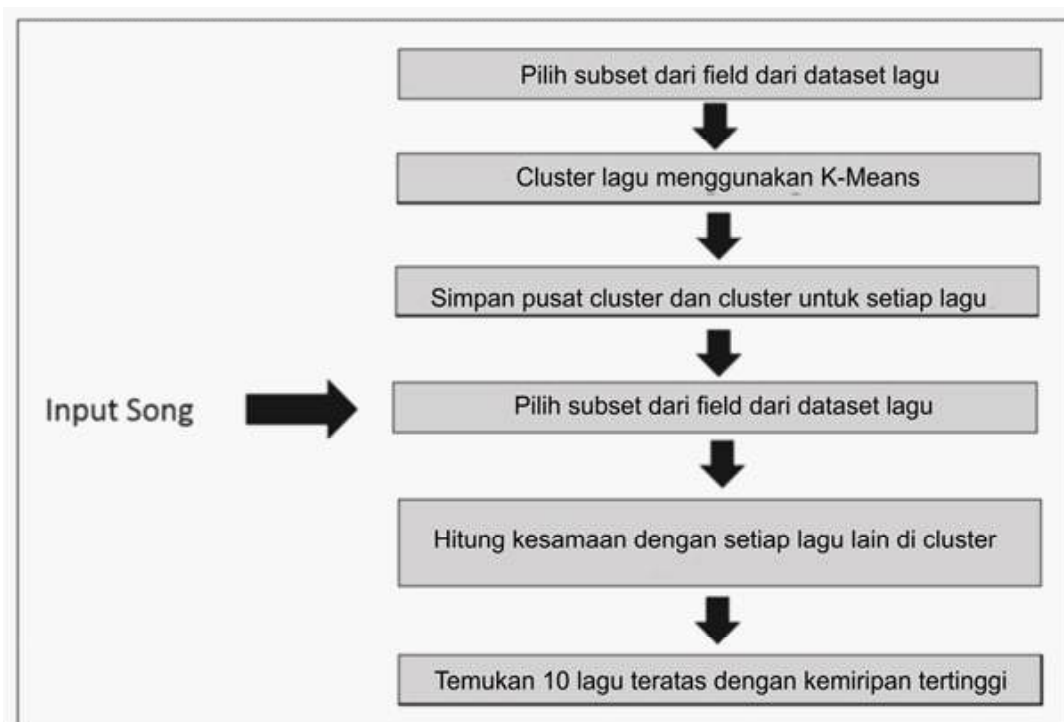 Pilih subset dari field dari dataset lagu
Cluster lagu menggunakan K-Means
Simpan pusat cluster dan cluster untuk setiap lagu
Input Song
Pilih subset dari field dari dataset lagu
Hitung kesamaan dengan setiap lagu lain di cluster
Temukan 10 lagu teratas dengan kemiripan tertinggi